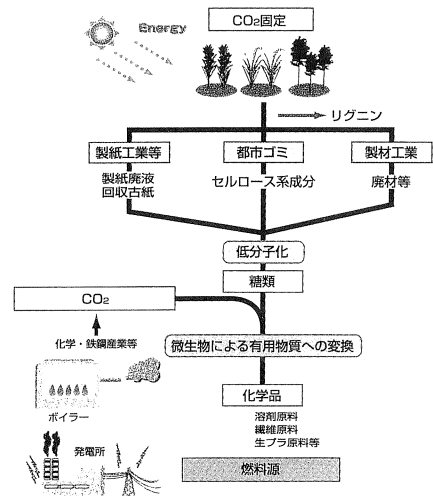 Energy
CO₂固定
リグニン
製紙工業等
都市ゴミ
製材工業
製紙廃液
回収古紙
セルロース系成分
廃材等
低分子化
糖類
CO₂
化学・鉄鋼産業等
微生物による有用物質への変換
ボイラー
化学品
溶剤原料
繊維原料
生プラ原料等
発電所
燃料源